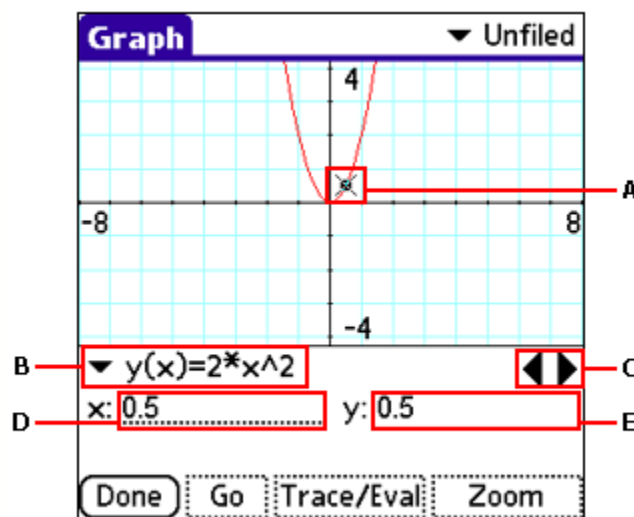 Graph
Unfiled
4
A
-8
8
-4
B
y(x)=2*x^2
C
D
x: 0.5
y: 0.5
E
Done
Go
Trace/Eval
Zoom